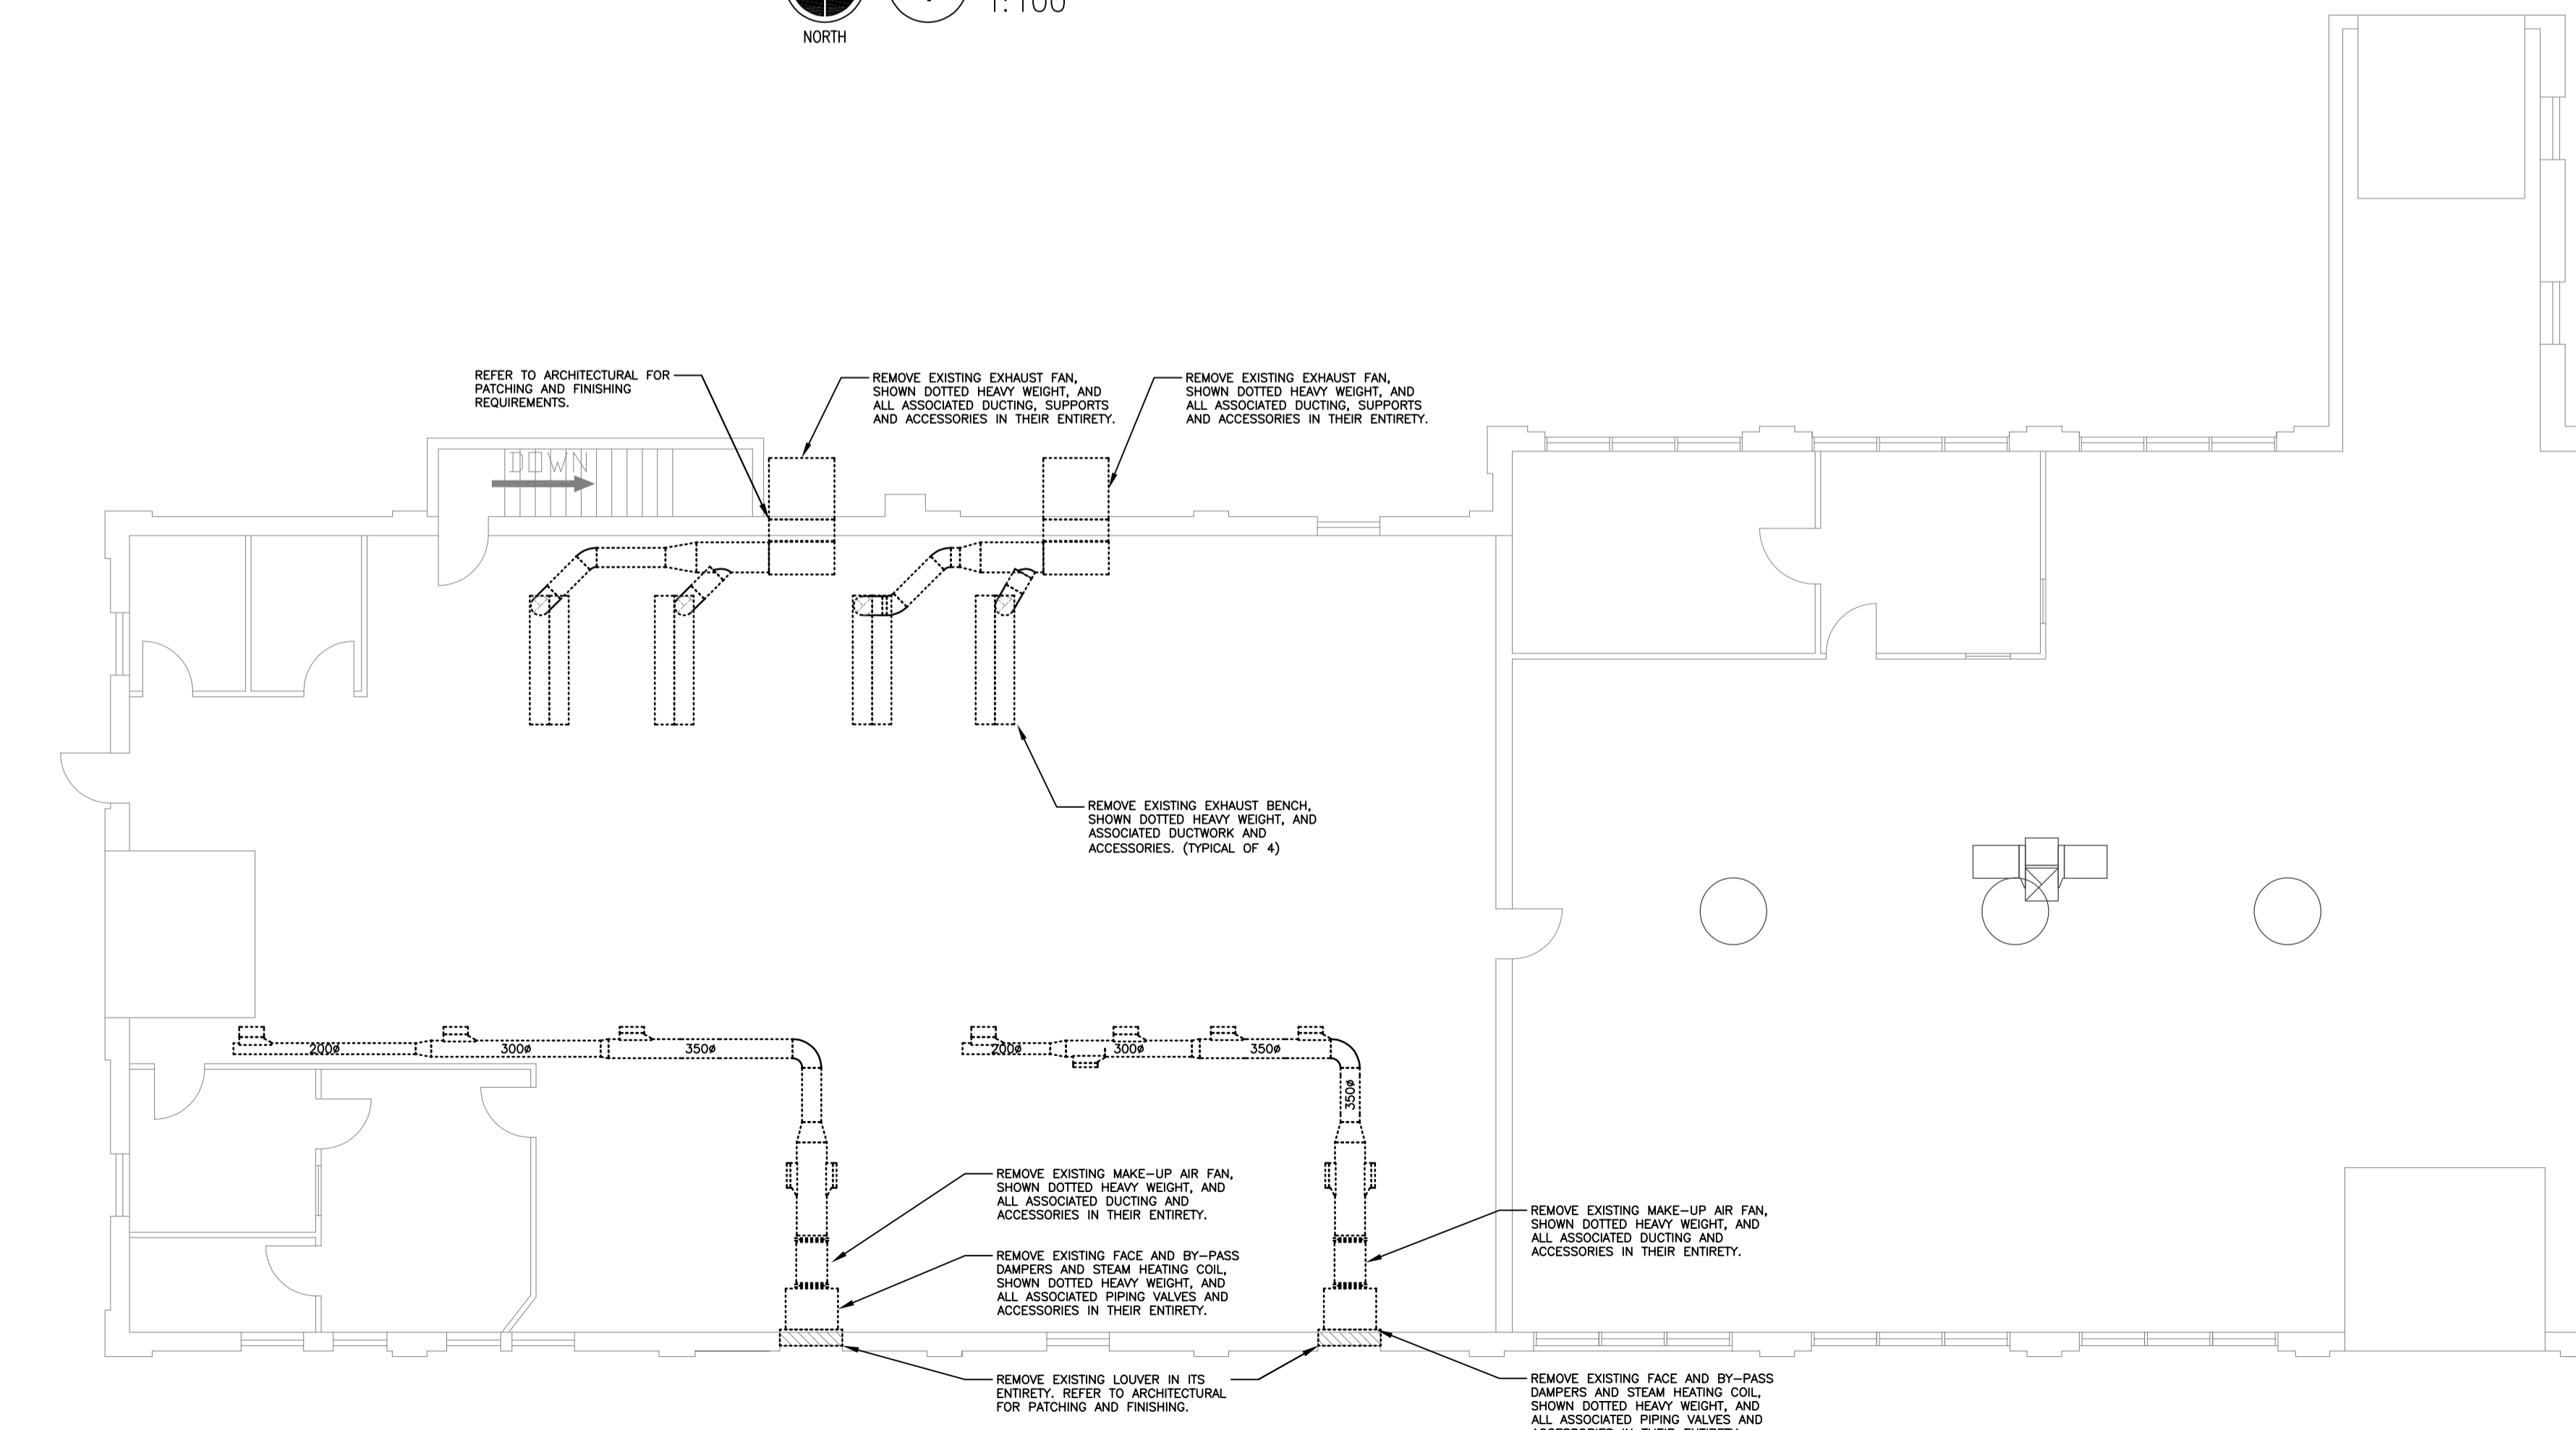 1:100
NORTH
REFER TO ARCHITECTURAL FOR
PATCHING AND FINISHING
REQUIREMENTS.
REMOVE EXISTING EXHAUST FAN,
SHOWN DOTTED HEAVY WEIGHT, AND
ALL ASSOCIATED DUCTING, SUPPORTS
AND ACCESSORIES IN THEIR ENTIRETY.
REMOVE EXISTING EXHAUST FAN,
SHOWN DOTTED HEAVY WEIGHT, AND
ALL ASSOCIATED DUCTING, SUPPORTS
AND ACCESSORIES IN THEIR ENTIRETY.
DOWN
REMOVE EXISTING EXHAUST BENCH,
SHOWN DOTTED HEAVY WEIGHT, AND
ASSOCIATED DUCTWORK AND
ACCESSORIES. (TYPICAL OF 4)
200ø
300ø
350ø
200ø
300ø
350ø
350ø
REMOVE EXISTING MAKE-UP AIR FAN,
SHOWN DOTTED HEAVY WEIGHT, AND
ALL ASSOCIATED DUCTING AND
ACCESSORIES IN THEIR ENTIRETY.
REMOVE EXISTING MAKE-UP AIR FAN,
SHOWN DOTTED HEAVY WEIGHT, AND
ALL ASSOCIATED DUCTING AND
ACCESSORIES IN THEIR ENTIRETY.
REMOVE EXISTING FACE AND BY-PASS
DAMPERS AND STEAM HEATING COIL,
SHOWN DOTTED HEAVY WEIGHT, AND
ALL ASSOCIATED PIPING VALVES AND
ACCESSORIES IN THEIR ENTIRETY.
REMOVE EXISTING LOUVER IN ITS
ENTIRETY. REFER TO ARCHITECTURAL
FOR PATCHING AND FINISHING.
REMOVE EXISTING FACE AND BY-PASS
DAMPERS AND STEAM HEATING COIL,
SHOWN DOTTED HEAVY WEIGHT, AND
ALL ASSOCIATED PIPING VALVES AND